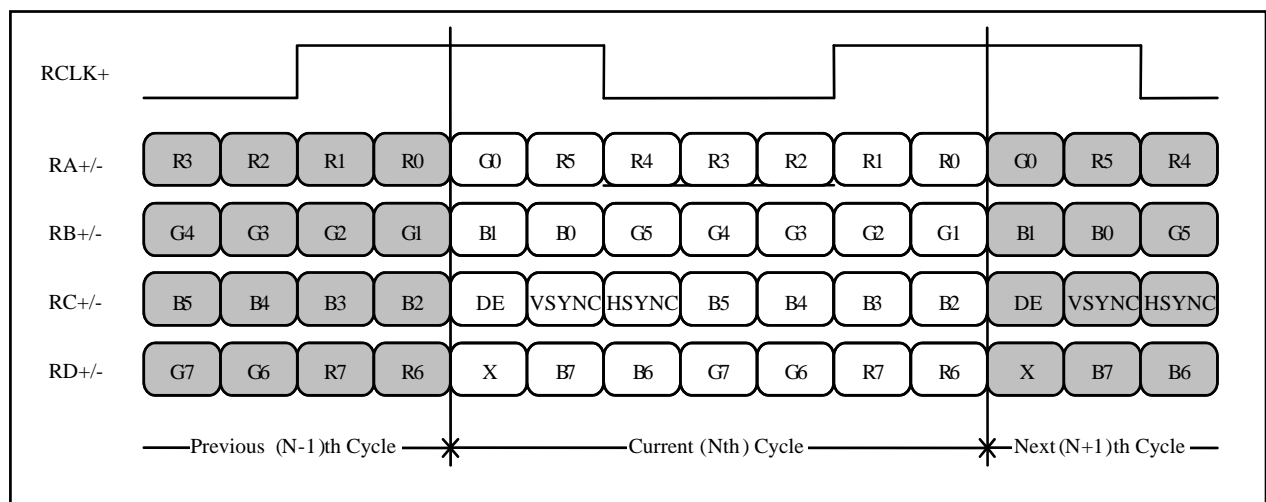 RCLK+
RA+/- R3 R2 R1 R0 G0 R5 R4 R3 R2 R1 R0 G0 R5 R4
RB+/- G4 G3 G2 G1 B1 B0 G5 G4 G3 G2 G1 B1 B0 G5
RC+/- B5 B4 B3 B2 DE VSYNC HSYNC B5 B4 B3 B2 DE VSYNC HSYNC
RD+/- G7 G6 R7 R6 X B7 B6 G7 G6 R7 R6 X B7 B6
Previous (N-1)th Cycle Current (Nth) Cycle Next (N+1)th Cycle